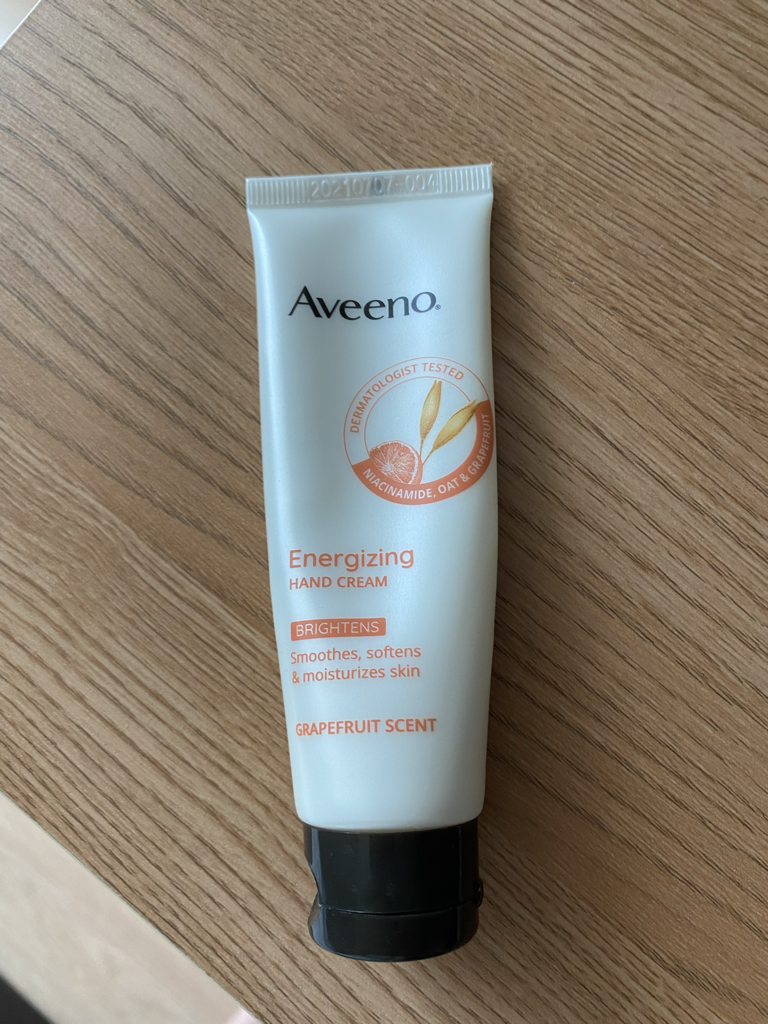 20210707-004
Aveeno®
DERMATOLOGIST TESTED
NIACINAMIDE, OAT & GRAPEFRUIT
Energizing
HAND CREAM
BRIGHTENS
Smoothes, softens
& moisturizes skin
GRAPEFRUIT SCENT